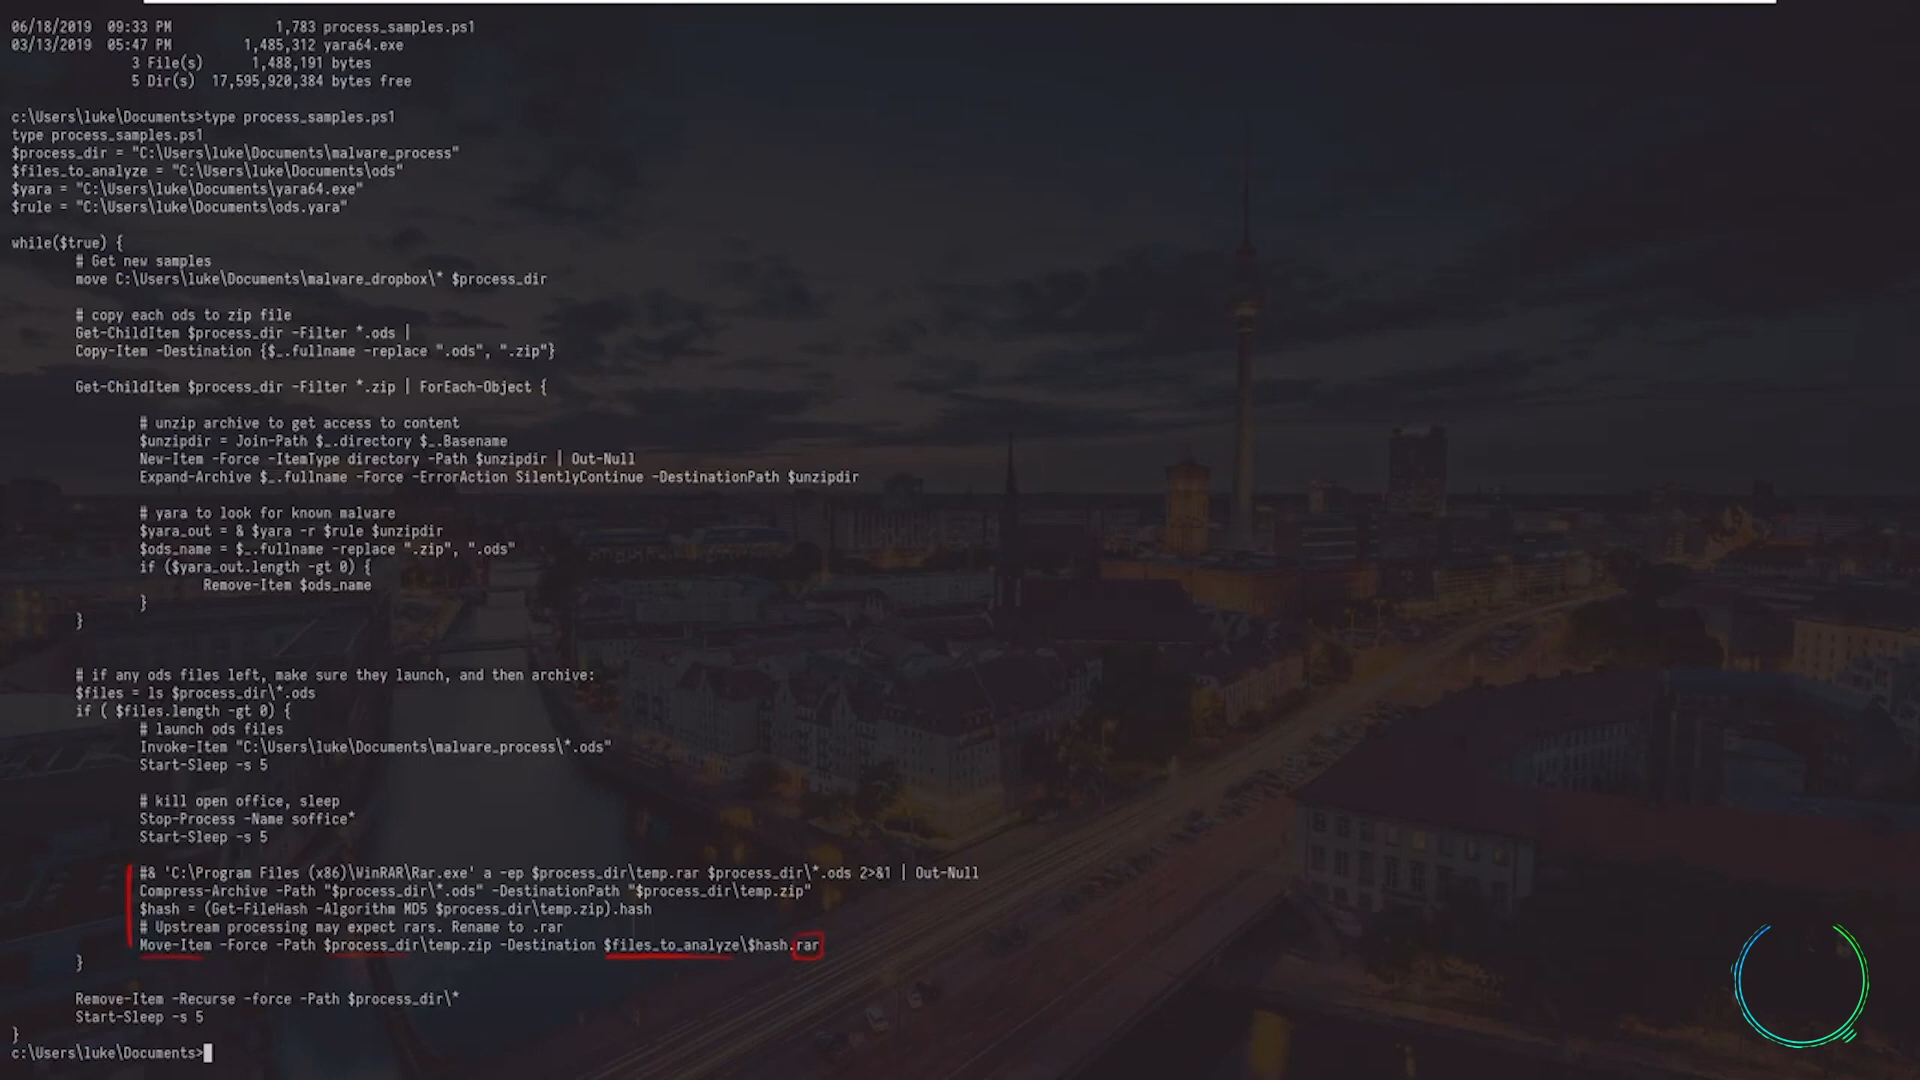 06/18/2019  09:33 PM             1,783 process_samples.ps1
03/13/2019  05:47 PM         1,485,312 yara64.exe
               3 File(s)      1,488,191 bytes
               5 Dir(s)  17,595,920,384 bytes free
c:\Users\luke\Documents>type process_samples.ps1
type process_samples.ps1
$process_dir = "C:\Users\luke\Documents\malware_process"
$files_to_analyze = "C:\Users\luke\Documents\ods"
$yara = "C:\Users\luke\Documents\yara64.exe"
$rule = "C:\Users\luke\Documents\ods.yara"
while($true) {
        # Get new samples
        move C:\Users\luke\Documents\malware_dropbox\* $process_dir
        # copy each ods to zip file
        Get-ChildItem $process_dir -Filter *.ods |
        Copy-Item -Destination {$_.fullname -replace ".ods", ".zip"}
        Get-ChildItem $process_dir -Filter *.zip | ForEach-Object {
                # unzip archive to get access to content
                $unzipdir = Join-Path $_.directory $_.Basename
                New-Item -Force -ItemType directory -Path $unzipdir | Out-Null
                Expand-Archive $_.fullname -Force -ErrorAction SilentlyContinue -DestinationPath $unzipdir
                # yara to look for known malware
                $yara_out = & $yara -r $rule $unzipdir
                $ods_name = $_.fullname -replace ".zip", ".ods"
                if ($yara_out.length -gt 0) {
                        Remove-Item $ods_name
                }
        }
        # if any ods files left, make sure they launch, and then archive:
        $files = ls $process_dir\*.ods
        if ( $files.length -gt 0) {
                # launch ods files
                Invoke-Item "C:\Users\luke\Documents\malware_process\*.ods"
                Start-Sleep -s 5
                # kill open office, sleep
                Stop-Process -Name soffice*
                Start-Sleep -s 5
                #& 'C:\Program Files (x86)\WinRAR\Rar.exe' a -ep $process_dir\temp.rar $process_dir\*.ods 2>&1 | Out-Null
                Compress-Archive -Path "$process_dir\*.ods" -DestinationPath "$process_dir\temp.zip"
                $hash = (Get-FileHash -Algorithm MD5 $process_dir\temp.zip).hash
                # Upstream processing may expect rars. Rename to .rar
                Move-Item -Force -Path $process_dir\temp.zip -Destination $files_to_analyze\$hash.rar
        }
        Remove-Item -Recurse -force -Path $process_dir\*
        Start-Sleep -s 5
}
c:\Users\luke\Documents>